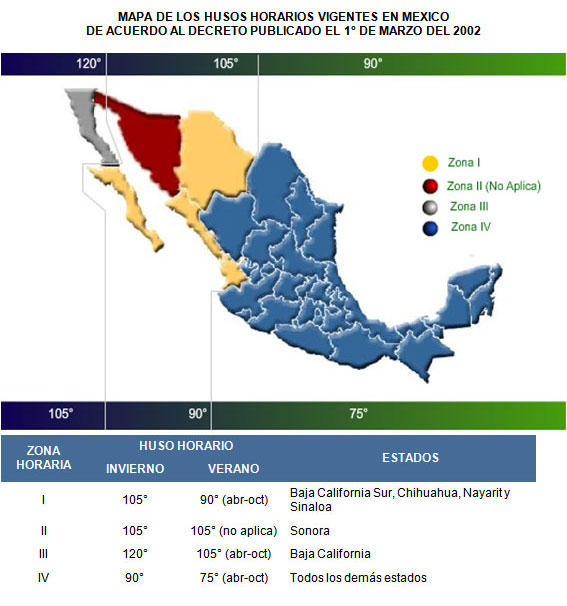 MAPA DE LOS HUSOS HORARIOS VIGENTES EN MEXICO
DE ACUERDO AL DECRETO PUBLICADO EL 1° DE MARZO DEL 2002
120° 105° 90°
Zona I
Zona II (No Aplica)
Zona III
Zona IV
105° 90° 75°
ZONA HORARIA HUSO HORARIO ESTADOS
INVIERNO VERANO
I 105° 90° (abr-oct) Baja California Sur, Chihuahua, Nayarit y
Sinaloa
II 105° 105° (no aplica) Sonora
III 120° 105° (abr-oct) Baja California
IV 90° 75° (abr-oct) Todos los demás estados